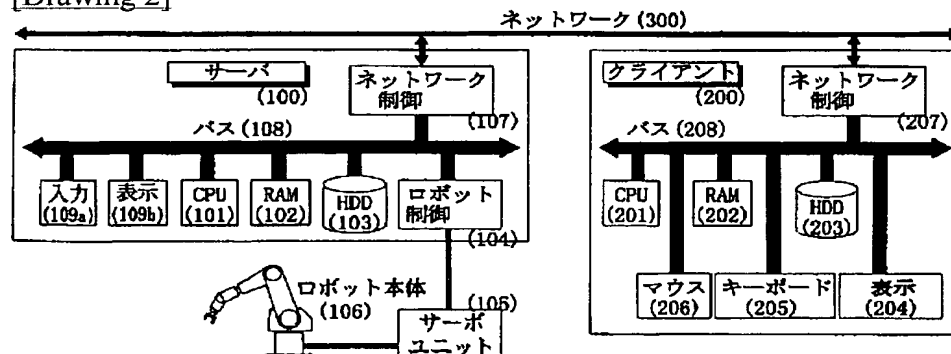 [Drawing 2]
ネットワーク(300)
サーバ
(100)
ネットワーク
制御
(107)
バス(108)
入力
(109a)
表示
(109b)
CPU
(101)
RAM
(102)
HDD
(103)
ロボット
制御
(104)
ロボット本体
(106)
(105)
サーボ
ユニット
クライアント
(200)
ネットワーク
制御
(207)
バス(208)
CPU
(201)
RAM
(202)
HDD
(203)
マウス
(206)
キーボード
(205)
表示
(204)